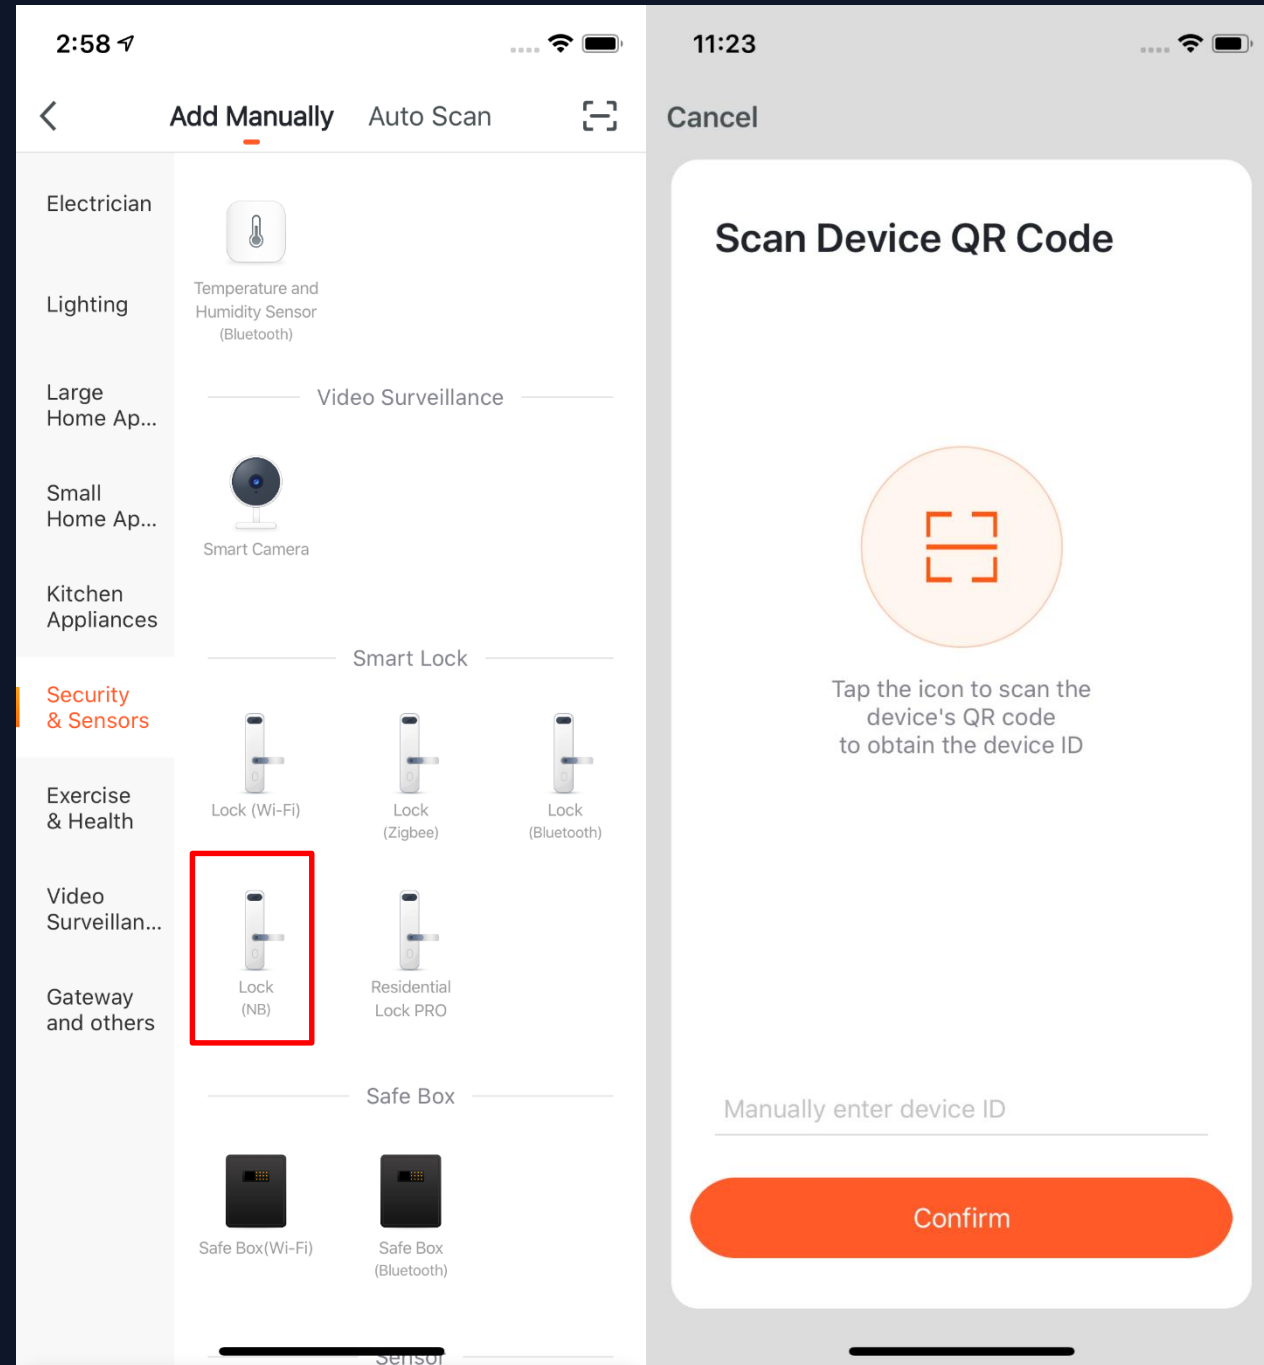 2:58
Add Manually Auto Scan
Electrician
Lighting
Large
Home Ap...
Small
Home Ap...
Kitchen
Appliances
Security
& Sensors
Exercise
& Health
Video
Surveillan...
Gateway
and others
Temperature and
Humidity Sensor
(Bluetooth)
Video Surveillance
Smart Camera
Smart Lock
Lock (Wi-Fi)
Lock
(Zigbee)
Lock
(Bluetooth)
Lock
(NB)
Residential
Lock PRO
Safe Box
Safe Box(Wi-Fi)
Safe Box
(Bluetooth)
Sensor
11:23
Cancel
Scan Device QR Code
Tap the icon to scan the
device's QR code
to obtain the device ID
Manually enter device ID
Confirm